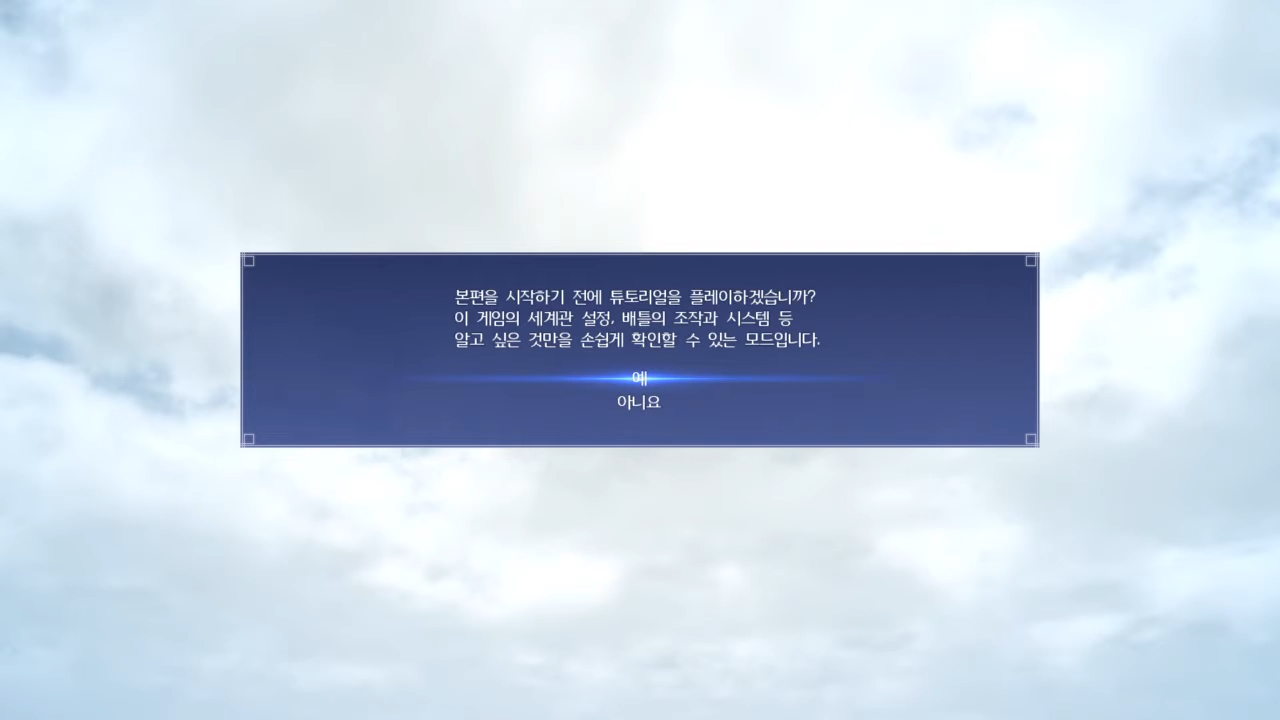 본편을 시작하기 전에 튜토리얼을 플레이하겠습니까?
이 게임의 세계관 설정, 배틀의 조작과 시스템 등
알고 싶은 것만을 손쉽게 확인할 수 있는 모드입니다.
예
아니요